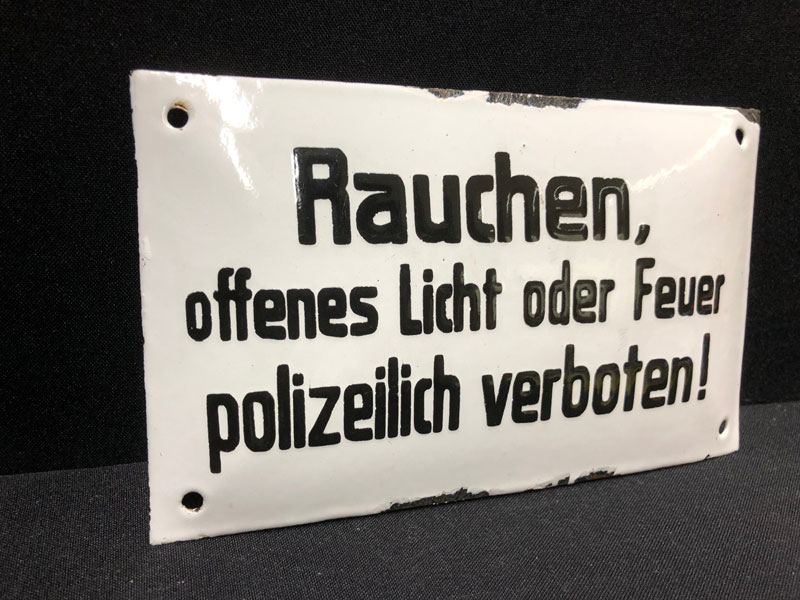 Rauchen,
offenes Licht oder Feuer
polizeilich verboten!